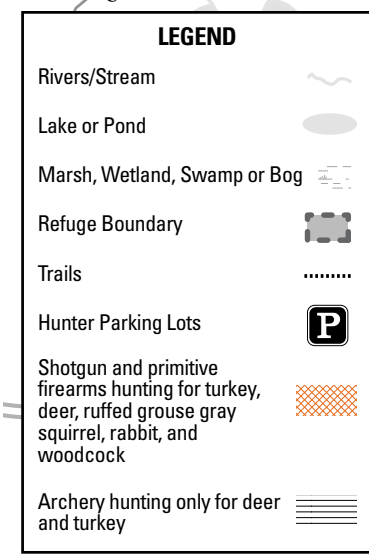 LEGEND
Rivers/Stream
Lake or Pond
Marsh, Wetland, Swamp or Bog
Refuge Boundary
Trails
Hunter Parking Lots
P
Shotgun and primitive
firearms hunting for turkey,
deer, ruffed grouse gray
squirrel, rabbit, and
woodcock
Archery hunting only for deer
and turkey